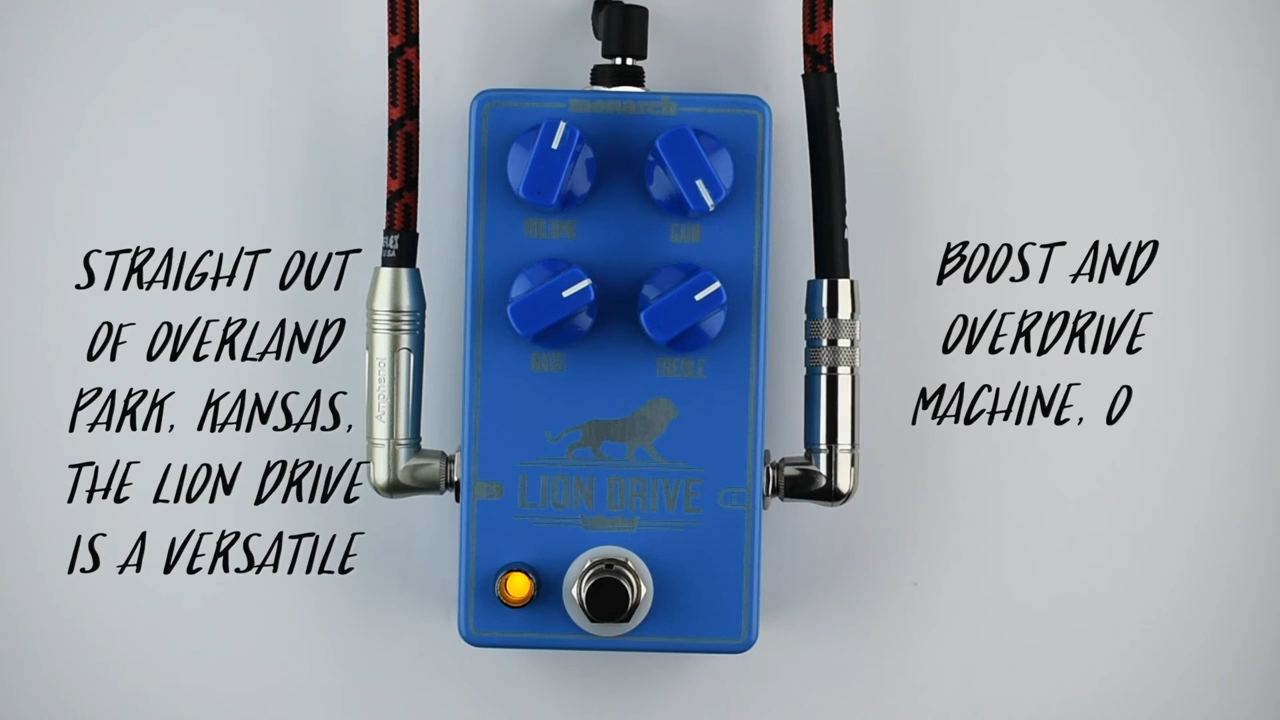 STRAIGHT OUT
OF OVERLAND
PARK, KANSAS,
THE LION DRIVE
IS A VERSATILE
BOOST AND
OVERDRIVE
MACHINE, O
monarch
VOLUME
GAIN
BASS
TREBLE
LION DRIVE
Amphenol